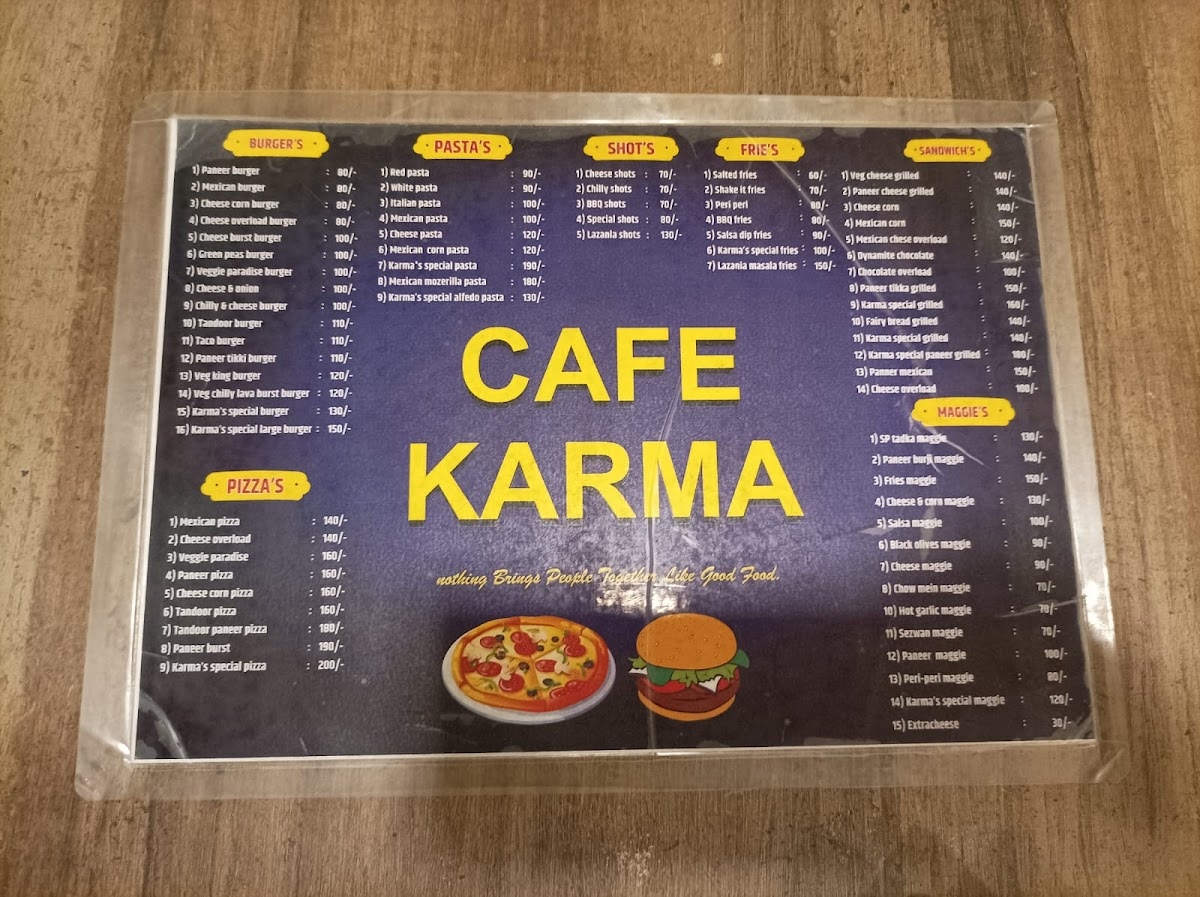 BURGER'S
1) Paneer burger : 80/-
2) Mexican burger : 80/-
3) Cheese corn burger : 80/-
4) Cheese overload burger : 80/-
5) Cheese burst burger : 100/-
6) Green peas burger : 100/-
7) Veggie paradise burger : 100/-
8) Cheese & onion : 100/-
9) Chilly & cheese burger : 100/-
10) Tandoor burger : 110/-
11) Taco burger : 110/-
12) Paneer tikki burger : 110/-
13) Veg king burger : 120/-
14) Veg chilly lava burst burger : 120/-
15) Karma's special burger : 130/-
16) Karma's special large burger : 150/-
PIZZA'S
1) Mexican pizza : 140/-
2) Cheese overload : 140/-
3) Veggie paradise : 160/-
4) Paneer pizza : 160/-
5) Cheese corn pizza : 160/-
6) Tandoor pizza : 160/-
7) Tandoor paneer pizza : 180/-
8) Paneer burst : 190/-
9) Karma's special pizza : 200/-
PASTA'S
1) Red pasta : 90/-
2) White pasta : 90/-
3) Italian pasta : 100/-
4) Mexican pasta : 100/-
5) Cheese pasta : 120/-
6) Mexican corn pasta : 120/-
7) Karma's special pasta : 190/-
8) Mexican mozerilla pasta : 180/-
9) Karma's special alfedo pasta : 130/-
SHOT'S
1) Cheese shots : 70/-
2) Chilly shots : 70/-
3) BBQ shots : 70/-
4) Special shots : 80/-
5) Lazania shots : 130/-
FRIE'S
1) Salted fries : 60/-
2) Shake it fries : 70/-
3) Peri peri : 80/-
4) BBQ fries : 80/-
5) Salsa dip fries : 90/-
6) Karma's special fries : 100/-
7) Lazania masala fries : 150/-
CAFE
KARMA
nothing Brings People Together Like Good Food.
SANDWICH'S
1) Veg cheese grilled : 140/-
2) Paneer cheese grilled : 140/-
3) Cheese corn : 140/-
4) Mexican corn : 150/-
5) Mexican chese overload : 120/-
6) Dynamite chocolate : 140/-
7) Chocolate overload : 100/-
8) Paneer tikka grilled : 150/-
9) Karma special grilled : 160/-
10) Fairy bread grilled : 140/-
11) Karma special grilled : 140/-
12) Karma special paneer grilled : 180/-
13) Panner mexican : 150/-
14) Cheese overload : 100/-
MAGGIE'S
1) SP tadka maggie : 130/-
2) Paneer burji maggie : 140/-
3) Fries maggie : 150/-
4) Cheese & corn maggie : 130/-
5) Salsa maggie : 100/-
6) Black olives maggie : 90/-
7) Cheese maggie : 90/-
8) Chow mein maggie : 70/-
10) Hot garlic maggie : 70/-
11) Sezwan maggie : 70/-
12) Paneer maggie : 100/-
13) Peri-peri maggie : 80/-
14) Karma's special maggie : 120/-
15) Extracheese : 30/-